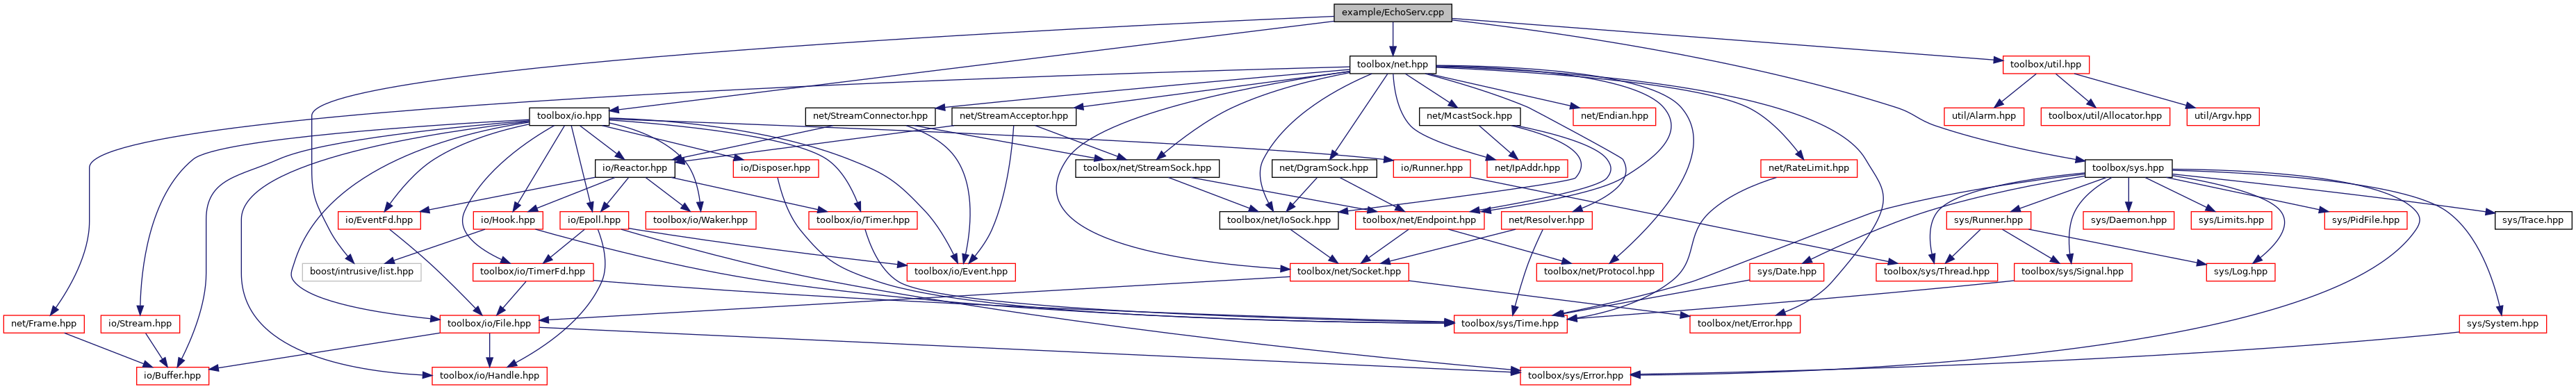 example/EchoServ.cpp
toolbox/net.hpp
toolbox/util.hpp
toolbox/io.hpp
net/StreamConnector.hpp
net/StreamAcceptor.hpp
net/McastSock.hpp
net/Endian.hpp
util/Alarm.hpp
toolbox/util/Allocator.hpp
util/Argv.hpp
io/Reactor.hpp
io/Disposer.hpp
io/Runner.hpp
toolbox/net/StreamSock.hpp
net/DgramSock.hpp
net/IpAddr.hpp
net/RateLimit.hpp
toolbox/sys.hpp
io/EventFd.hpp
io/Hook.hpp
io/Epoll.hpp
toolbox/io/Waker.hpp
toolbox/io/Timer.hpp
toolbox/net/IoSock.hpp
toolbox/net/Endpoint.hpp
net/Resolver.hpp
sys/Runner.hpp
sys/Daemon.hpp
sys/Limits.hpp
sys/PidFile.hpp
sys/Trace.hpp
boost/intrusive/list.hpp
toolbox/io/TimerFd.hpp
toolbox/io/Event.hpp
toolbox/net/Socket.hpp
toolbox/net/Protocol.hpp
sys/Date.hpp
toolbox/sys/Thread.hpp
toolbox/sys/Signal.hpp
sys/Log.hpp
net/Frame.hpp
io/Stream.hpp
toolbox/io/File.hpp
toolbox/sys/Time.hpp
toolbox/net/Error.hpp
sys/System.hpp
io/Buffer.hpp
toolbox/io/Handle.hpp
toolbox/sys/Error.hpp